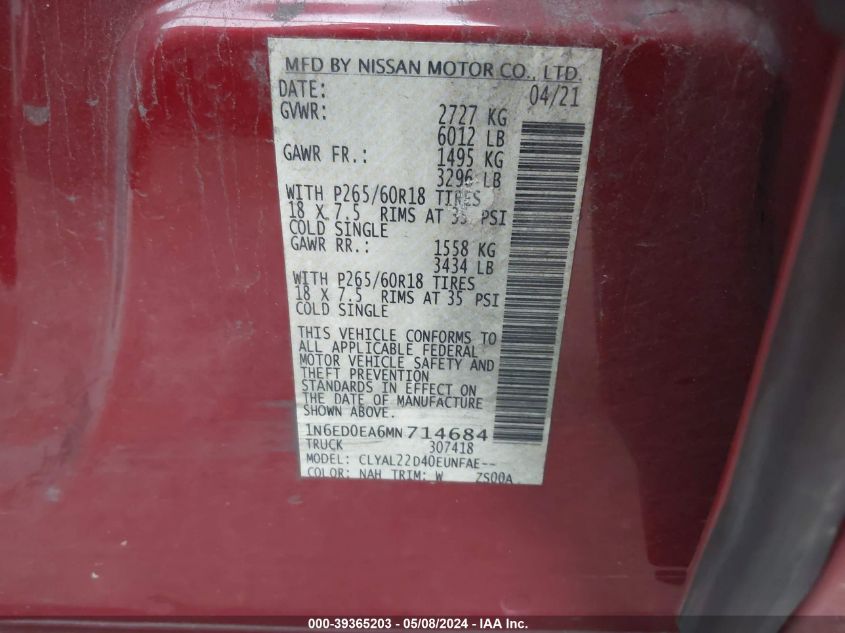 MFD BY NISSAN MOTOR CO., LTD.
DATE: 04/21
GVWR: 2727 KG
6012 LB
GAWR FR.: 1495 KG
3296 LB
WITH P265/60R18 TIRES
18 X 7.5 RIMS AT 35 PSI
COLD SINGLE
GAWR RR.: 1558 KG
3434 LB
WITH P265/60R18 TIRES
18 X 7.5 RIMS AT 35 PSI
COLD SINGLE
THIS VEHICLE CONFORMS TO
ALL APPLICABLE FEDERAL
MOTOR VEHICLE SAFETY AND
THEFT PREVENTION
STANDARDS IN EFFECT ON
THE DATE OF MANUFACTURE
SHOWN ABOVE.
1N6ED0EA6MN714684
TRUCK 307418
MODEL: CLYAL22D40EUNFAE--
COLOR: NAH TRIM: W ZS00A
000-39365203 - 05/08/2024 - IAA Inc.